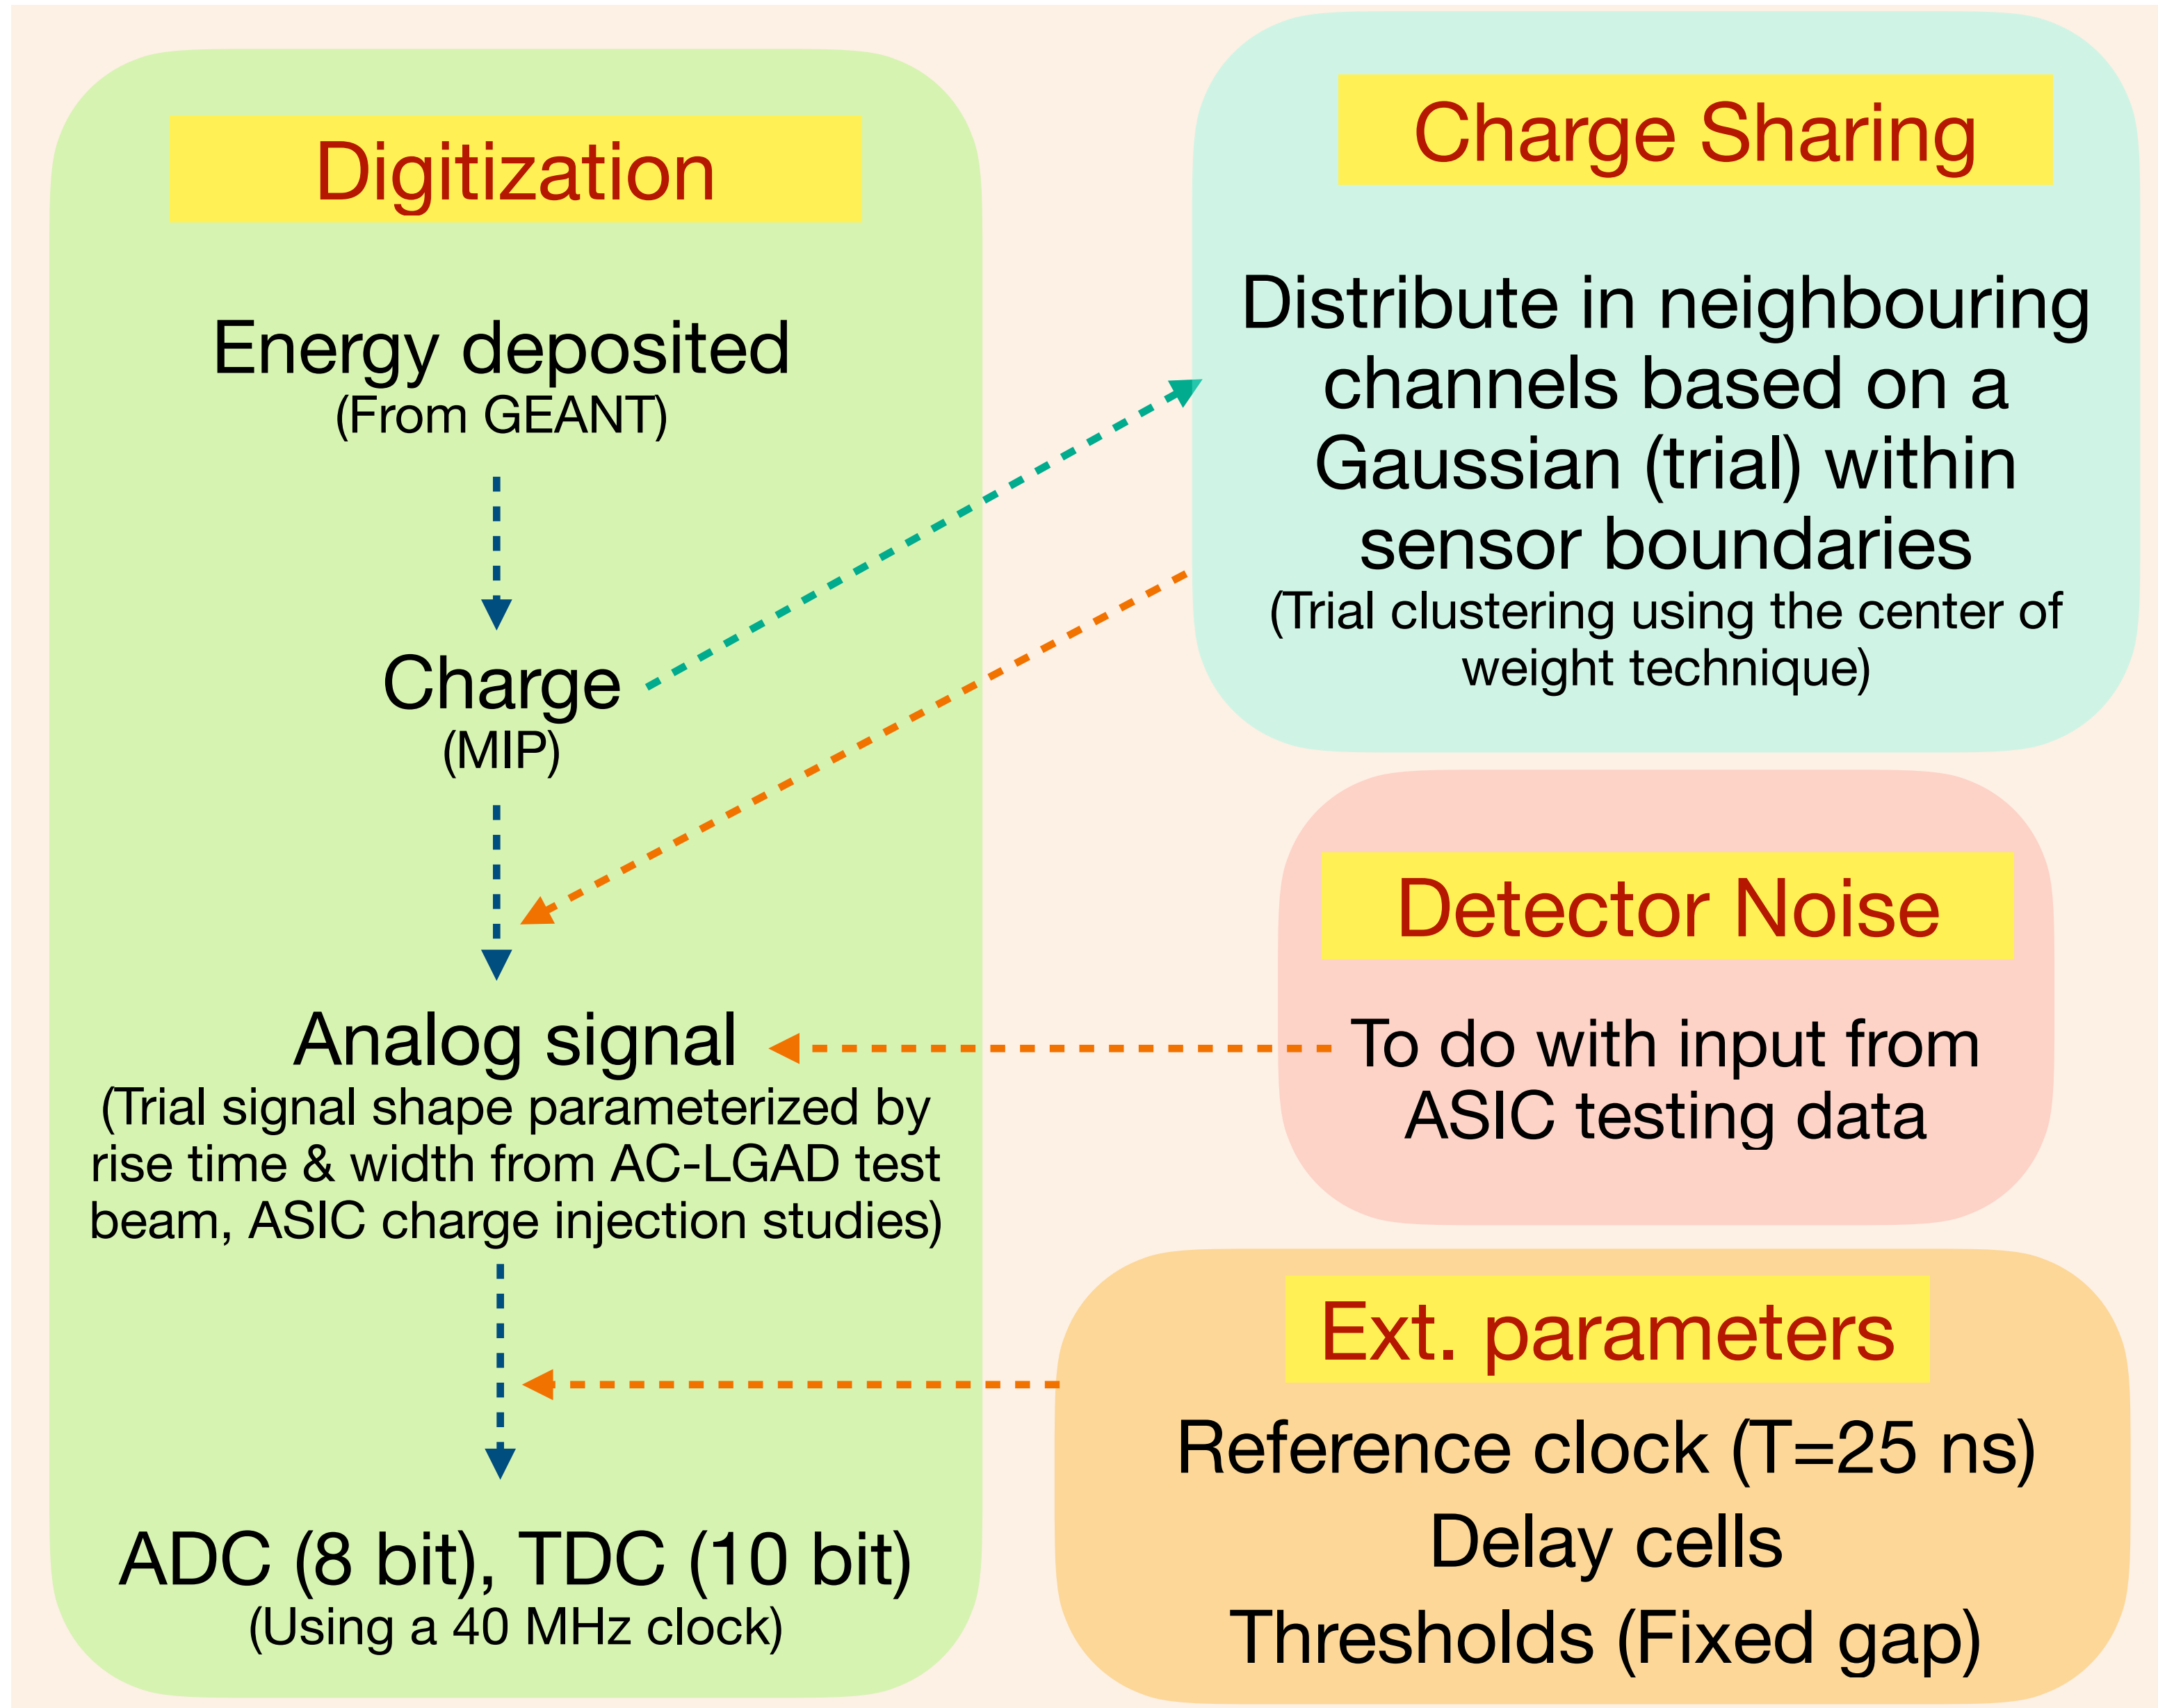 Digitization
Energy deposited
(From GEANT)
Charge
(MIP)
Analog signal
(Trial signal shape parameterized by
rise time & width from AC-LGAD test
beam, ASIC charge injection studies)
ADC (8 bit), TDC (10 bit)
(Using a 40 MHz clock)
Charge Sharing
Distribute in neighbouring
channels based on a
Gaussian (trial) within
sensor boundaries
(Trial clustering using the center of
weight technique)
Detector Noise
To do with input from
ASIC testing data
Ext. parameters
Reference clock (T=25 ns)
Delay cells
Thresholds (Fixed gap)